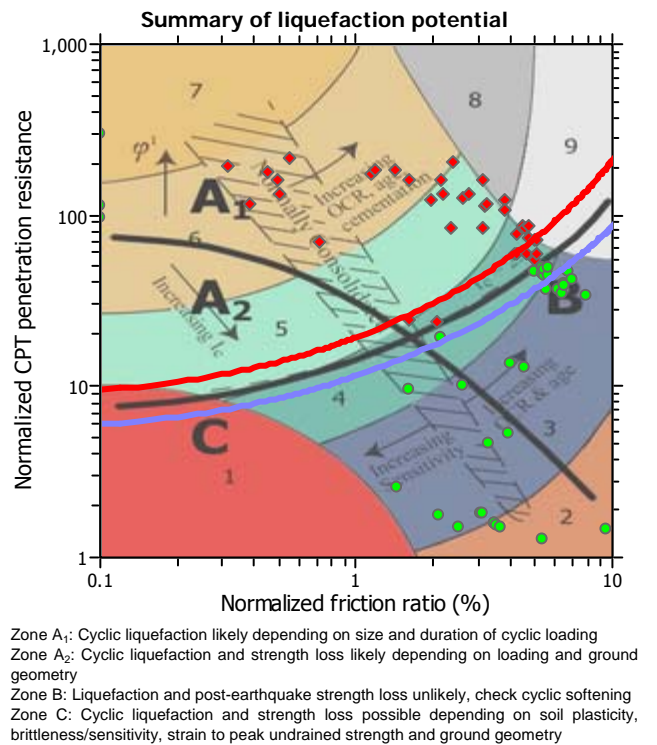 Summary of liquefaction potential
1,000
100
10
1
Normalized CPT penetration resistance
7
8
9
φ'
A1
Normally
Increasing
OCR, age
cementation
6
A2
consolidated
Increasing Ic
5
Ic
B
4
Increasing
OCR & age
C
3
Increasing
Sensitivity
1
2
0.1
1
10
Normalized friction ratio (%)
Zone A1: Cyclic liquefaction likely depending on size and duration of cyclic loading
Zone A2: Cyclic liquefaction and strength loss likely depending on loading and ground
geometry
Zone B: Liquefaction and post-earthquake strength loss unlikely, check cyclic softening
Zone C: Cyclic liquefaction and strength loss possible depending on soil plasticity,
brittleness/sensitivity, strain to peak undrained strength and ground geometry